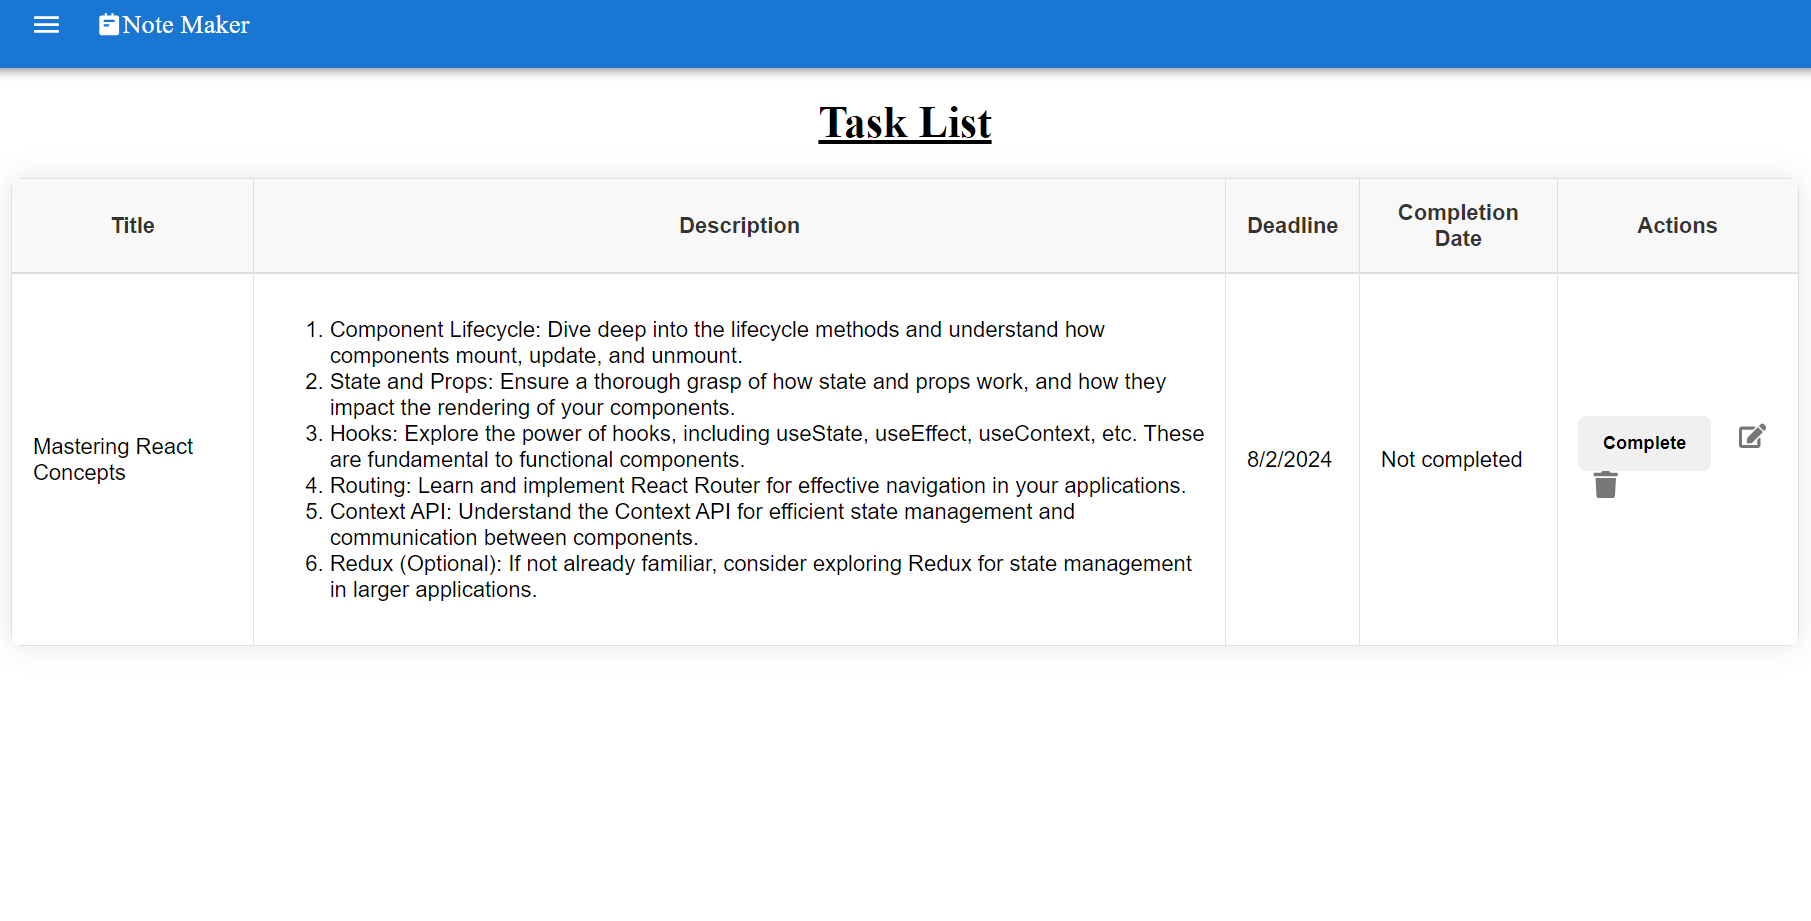 Note Maker
Task List
Title
Description
Deadline
Completion
Date
Actions
Mastering React
Concepts
1. Component Lifecycle: Dive deep into the lifecycle methods and understand how
components mount, update, and unmount.
2. State and Props: Ensure a thorough grasp of how state and props work, and how they
impact the rendering of your components.
3. Hooks: Explore the power of hooks, including useState, useEffect, useContext, etc. These
are fundamental to functional components.
4. Routing: Learn and implement React Router for effective navigation in your applications.
5. Context API: Understand the Context API for efficient state management and
communication between components.
6. Redux (Optional): If not already familiar, consider exploring Redux for state management
in larger applications.
8/2/2024
Not completed
Complete